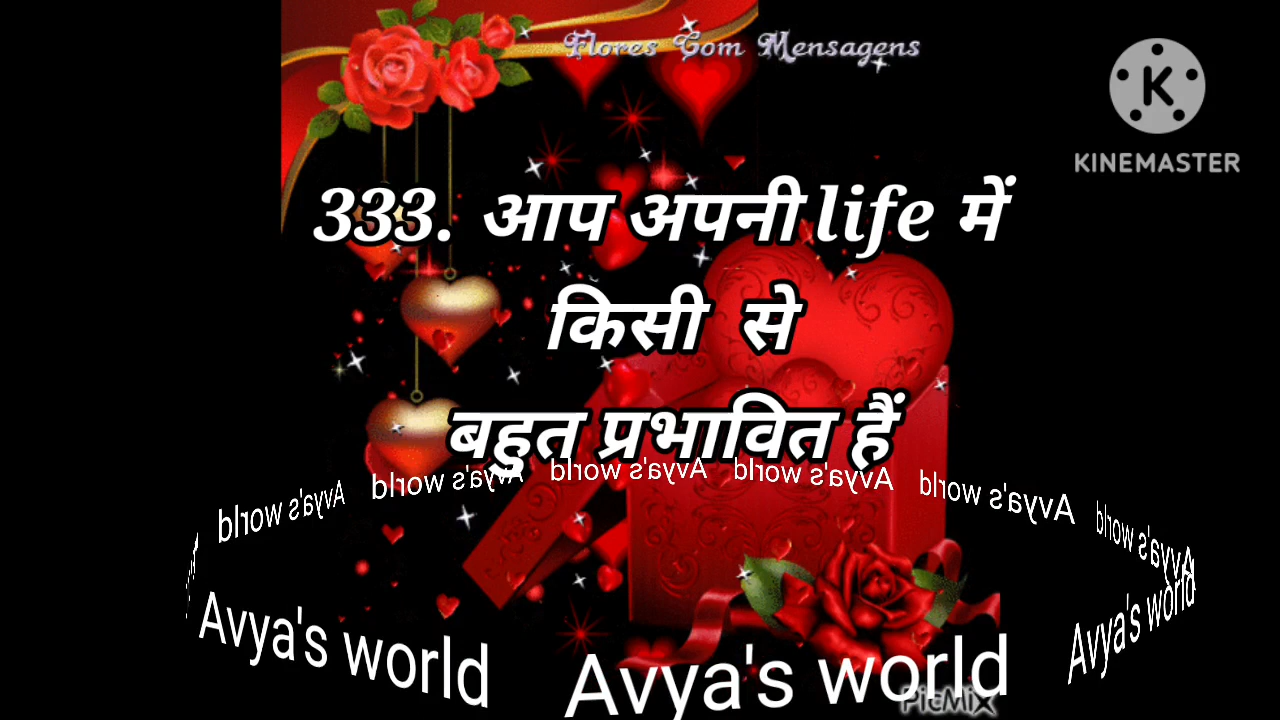 Flores Com Mensagens
KINEMASTER
333. आप अपनी life में
किसी से
बहुत प्रभावित हैं
Avya's world Avya's world Avya's world Avya's world Avya's world Avya's world
Avya's world Avya's world Avya's world
PicMix